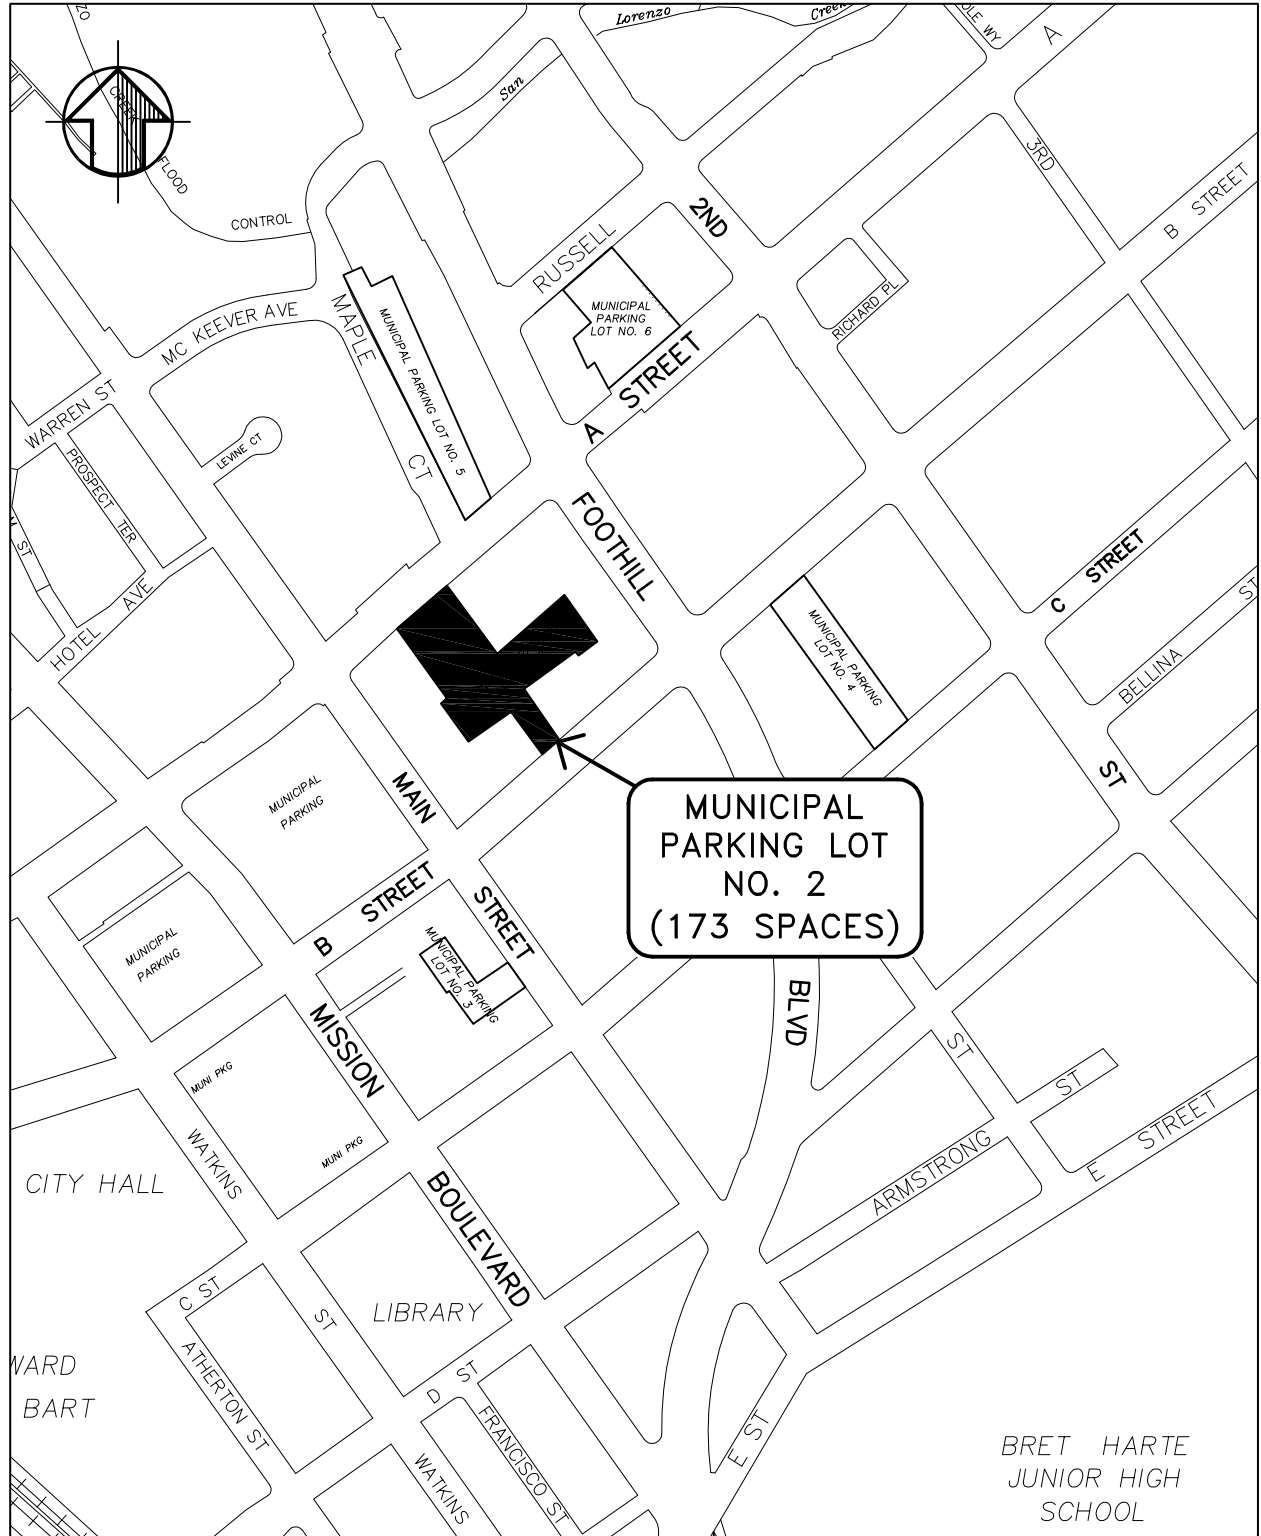 Lorenzo
Creek
San
A
3RD
B STREET
CREEK
FLOOD
CONTROL
2ND
RUSSELL
MUNICIPAL
PARKING
LOT NO. 6
RICHARD PL
MC KEEVER AVE
MAPLE
CT
MUNICIPAL PARKING LOT NO. 5
A STREET
WARREN ST
LEVINE CT
PROSPECT TER
ST
HOTEL AVE
FOOTHILL
C STREET
ST
BELLINA
MUNICIPAL PARKING
LOT NO. 4
ST
MUNICIPAL
PARKING
MAIN
STREET
MUNICIPAL
PARKING LOT
NO. 2
(173 SPACES)
B STREET
MUNICIPAL
PARKING
MUNICIPAL PARKING
LOT NO. 3
BLVD
MISSION
MUNI PKG
MUNI PKG
ST
ST
WATKINS
CITY HALL
ARMSTRONG
E STREET
BOULEVARD
C ST
ST
LIBRARY
WARD
BART
ATHERTON ST
D ST
FRANCISCO ST
WATKINS
E ST
BRET HARTE
JUNIOR HIGH
SCHOOL